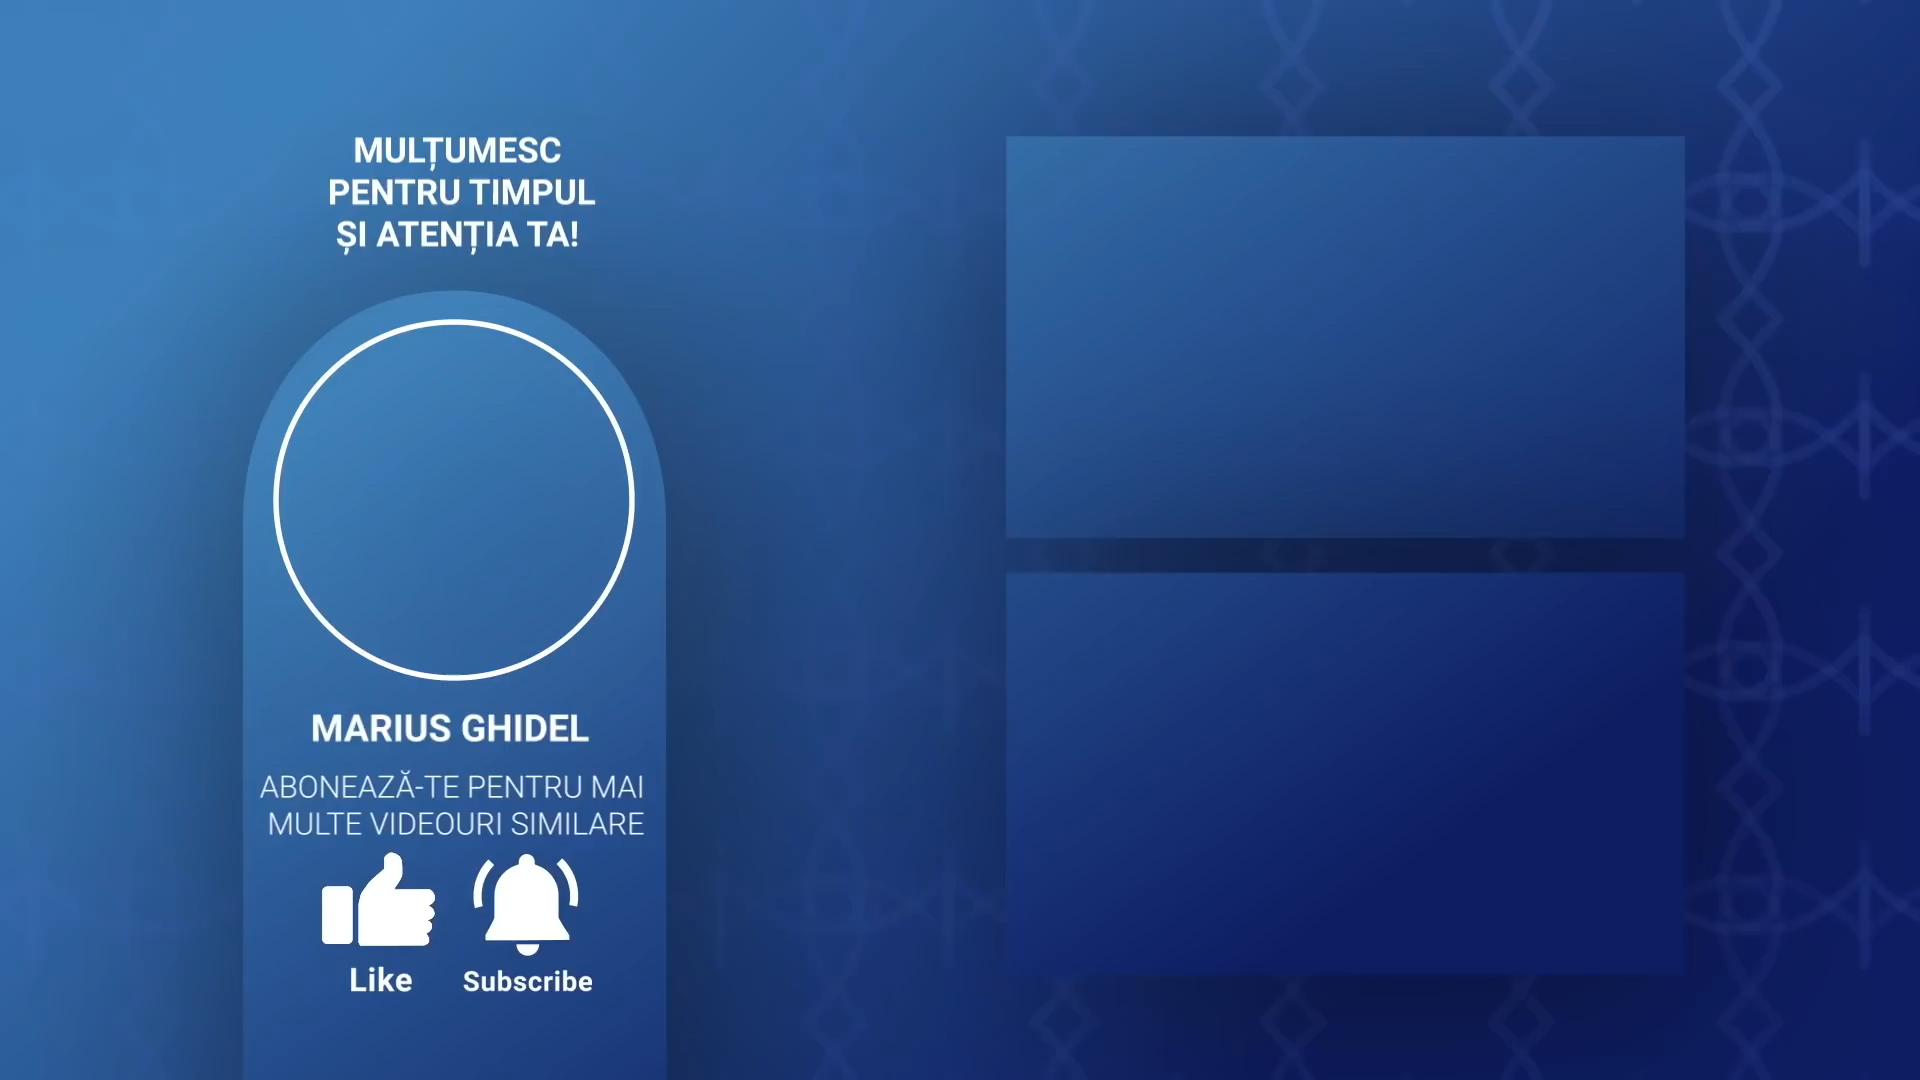 MULȚUMESC
PENTRU TIMPUL
ȘI ATENȚIA TA!
MARIUS GHIDEL
ABONEAZĂ-TE PENTRU MAI
MULTE VIDEOURI SIMILARE
Like
Subscribe